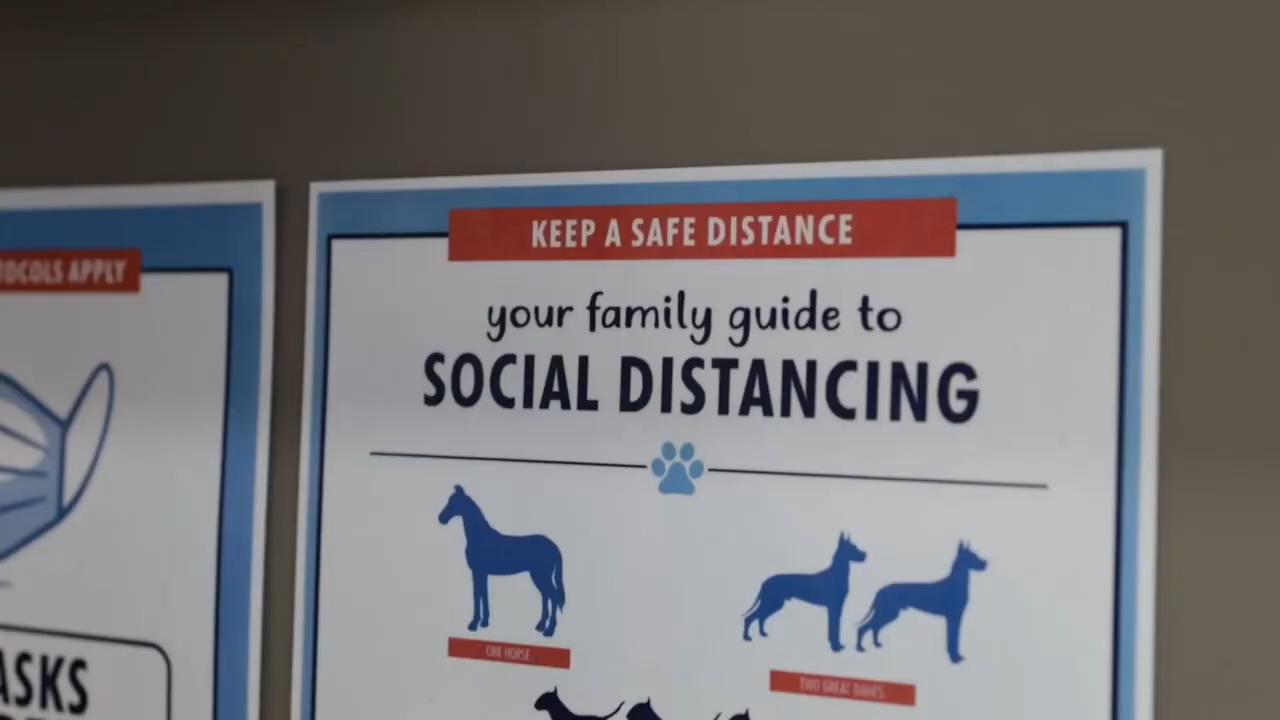 TOCOLS APPLY
ASKS
KEEP A SAFE DISTANCE
your family guide to
SOCIAL DISTANCING
ONE HORSE
TWO GREAT DANES